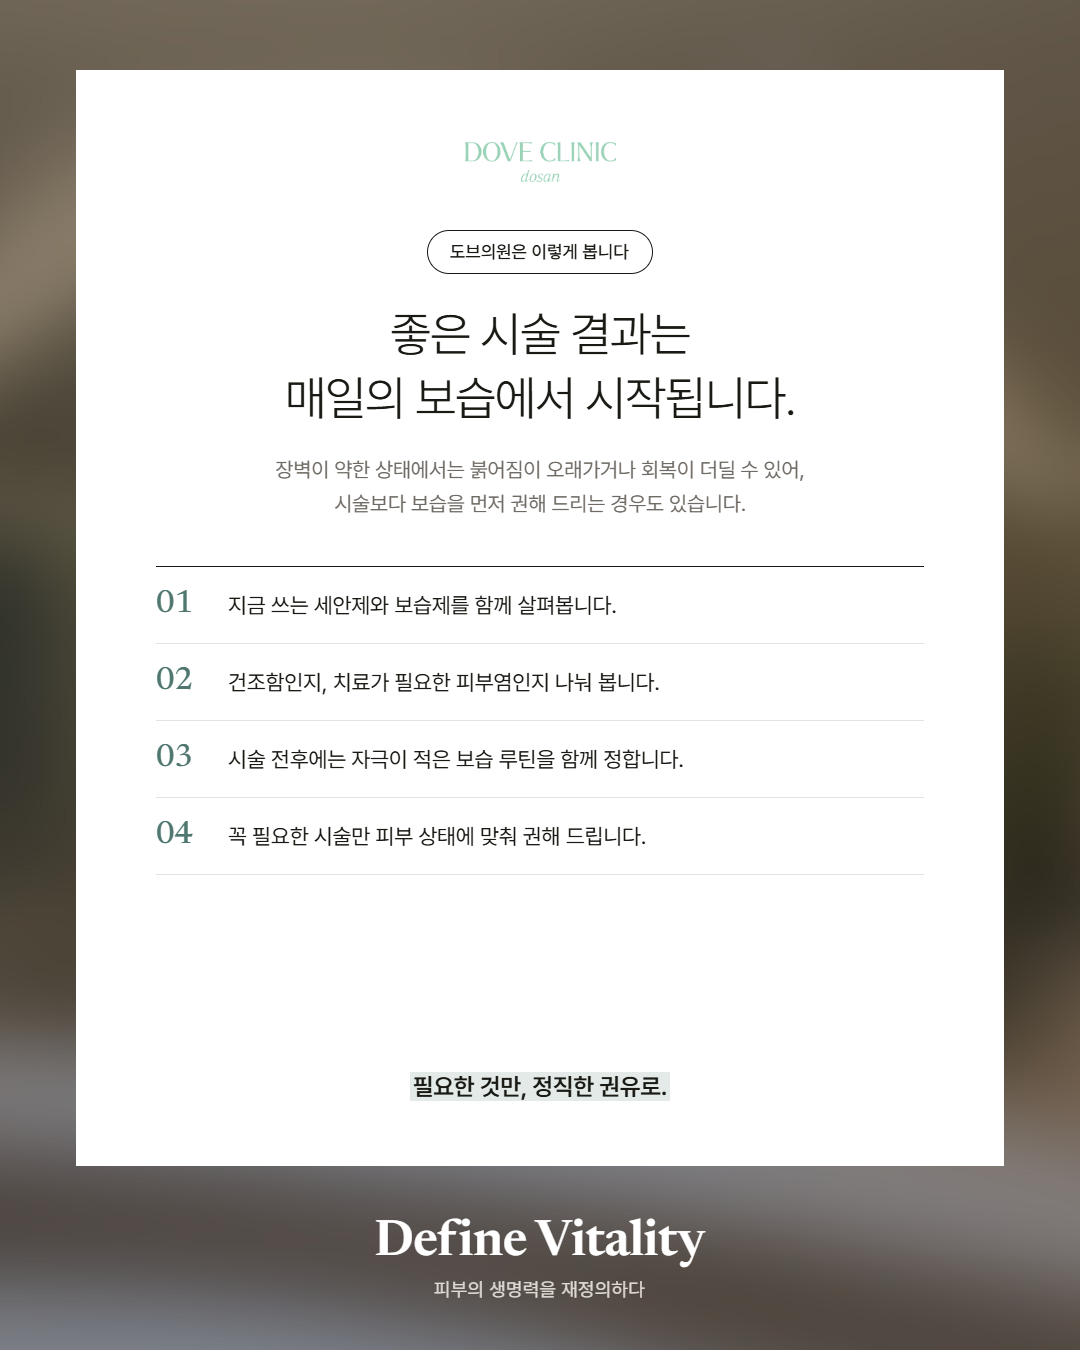 DOVE CLINIC
dosan
도브의원은 이렇게 봅니다
좋은 시술 결과는
매일의 보습에서 시작됩니다.
장벽이 약한 상태에서는 붉어짐이 오래가거나 회복이 더딜 수 있어,
시술보다 보습을 먼저 권해 드리는 경우도 있습니다.
01 지금 쓰는 세안제와 보습제를 함께 살펴봅니다.
02 건조함인지, 치료가 필요한 피부염인지 나눠 봅니다.
03 시술 전후에는 자극이 적은 보습 루틴을 함께 정합니다.
04 꼭 필요한 시술만 피부 상태에 맞춰 권해 드립니다.
필요한 것만, 정직한 권유로.
Define Vitality
피부의 생명력을 재정의하다